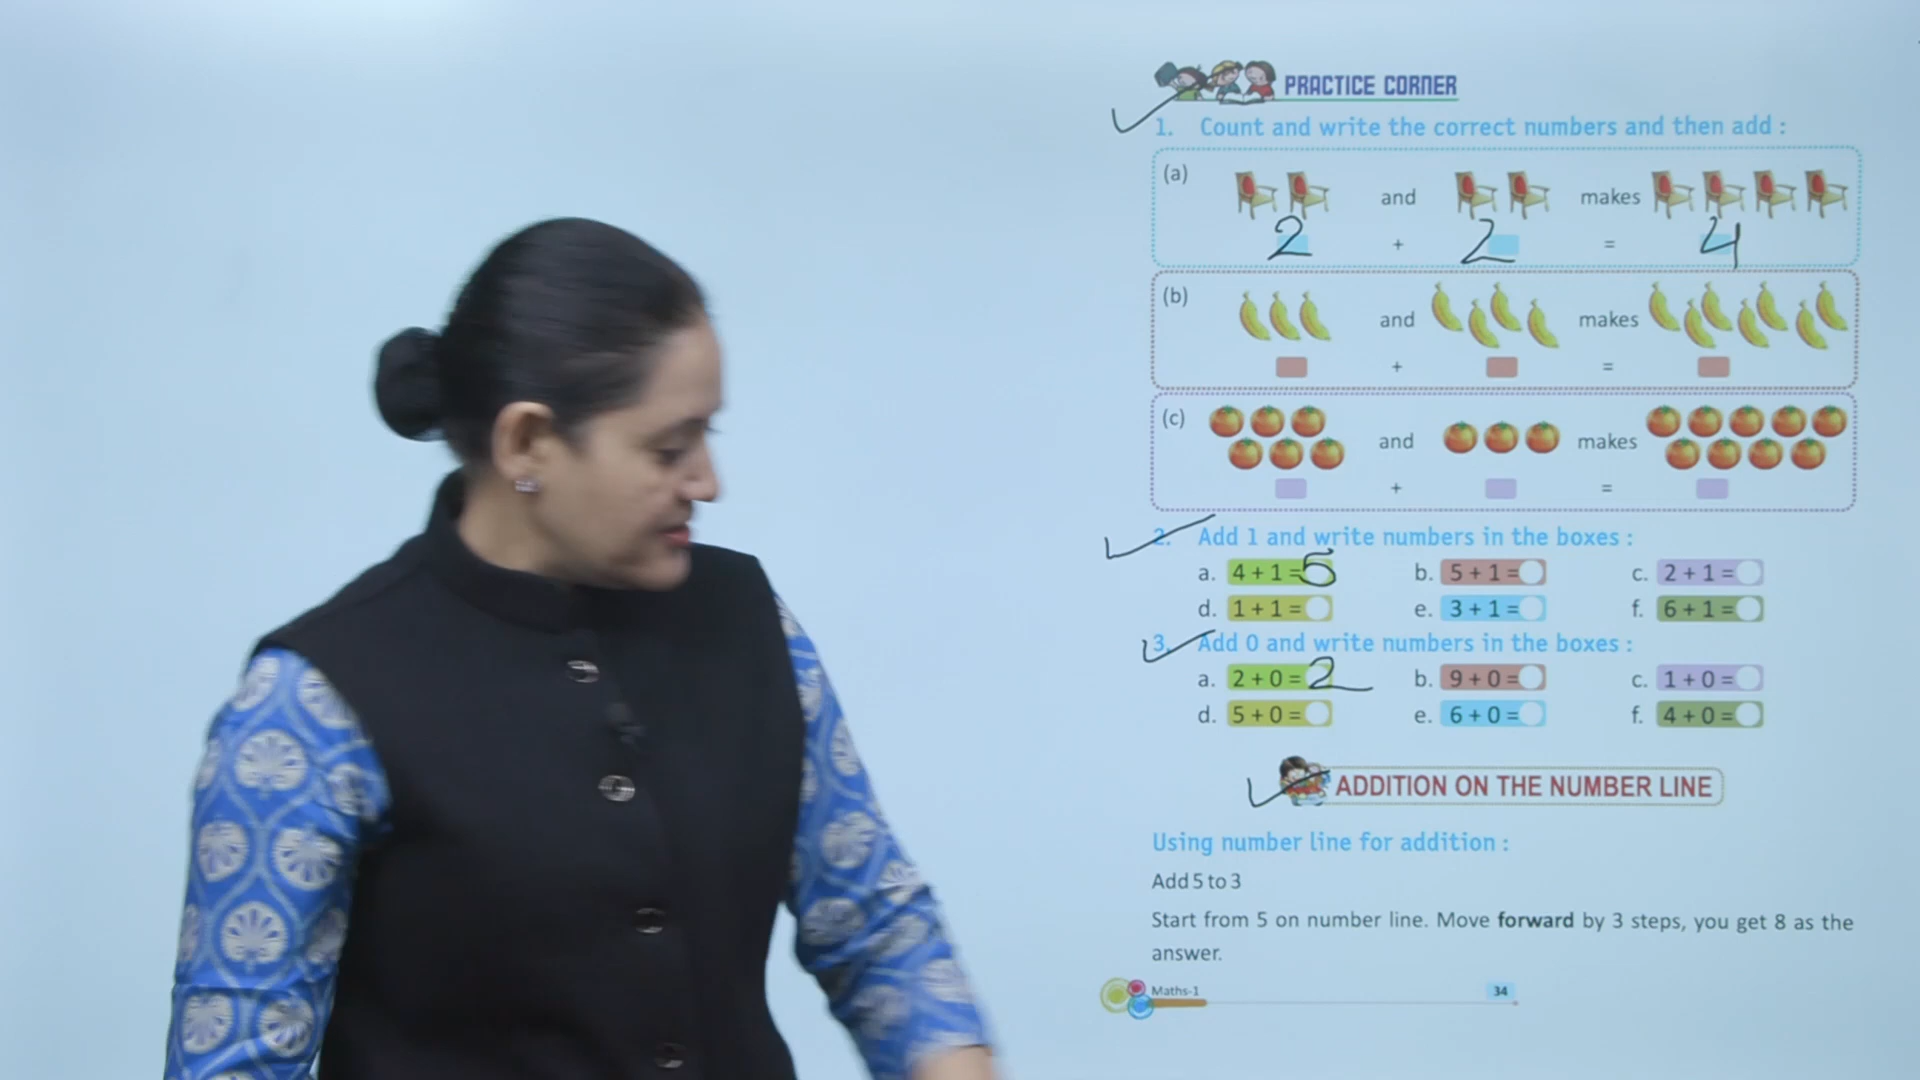 PRACTICE CORNER
1. Count and write the correct numbers and then add :
(a) and makes
2 + 2 = 4
(b) and makes
+ =
(c) and makes
+ =
2. Add 1 and write numbers in the boxes :
a. 4 + 1 = 5 b. 5 + 1 = c. 2 + 1 =
d. 1 + 1 = e. 3 + 1 = f. 6 + 1 =
3. Add 0 and write numbers in the boxes :
a. 2 + 0 = 2 b. 9 + 0 = c. 1 + 0 =
d. 5 + 0 = e. 6 + 0 = f. 4 + 0 =
ADDITION ON THE NUMBER LINE
Using number line for addition :
Add 5 to 3
Start from 5 on number line. Move forward by 3 steps, you get 8 as the
answer.
Maths-1 34